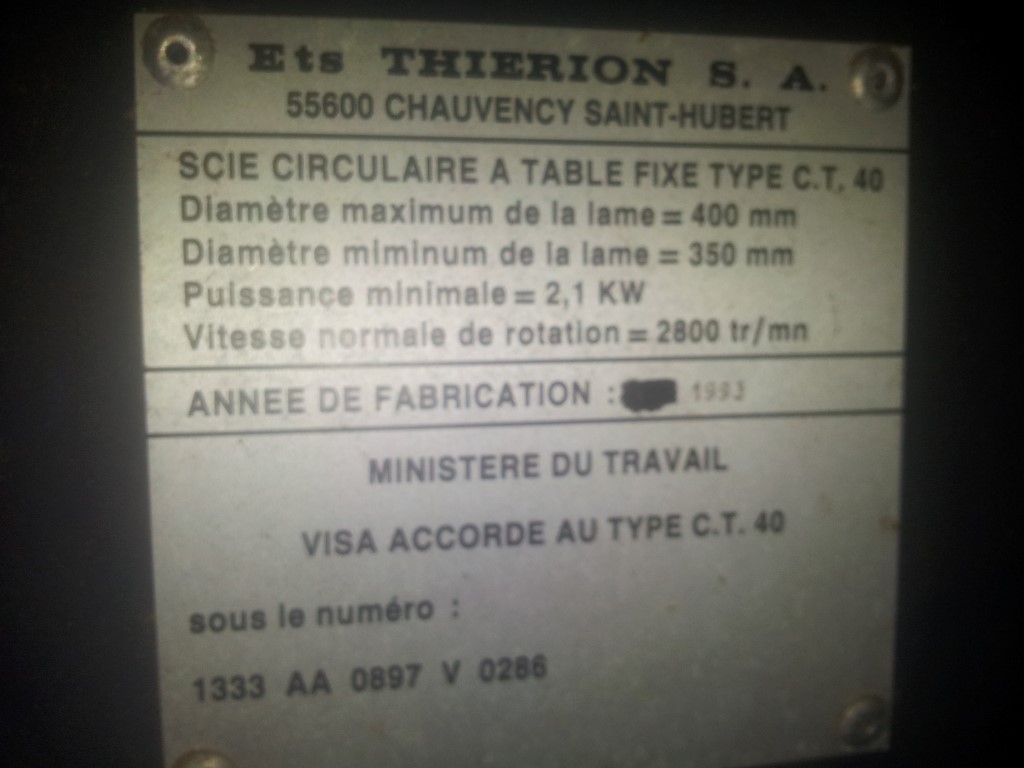 Ets THIERION S. A.
55600 CHAUVENCY SAINT-HUBERT
SCIE CIRCULAIRE A TABLE FIXE TYPE C.T. 40
Diamètre maximum de la lame = 400 mm
Diamètre miminum de la lame = 350 mm
Puissance minimale = 2,1 KW
Vitesse normale de rotation = 2800 tr/mn
ANNEE DE FABRICATION : 1993
MINISTERE DU TRAVAIL
VISA ACCORDE AU TYPE C.T. 40
sous le numéro :
1333 AA 0897 V 0286